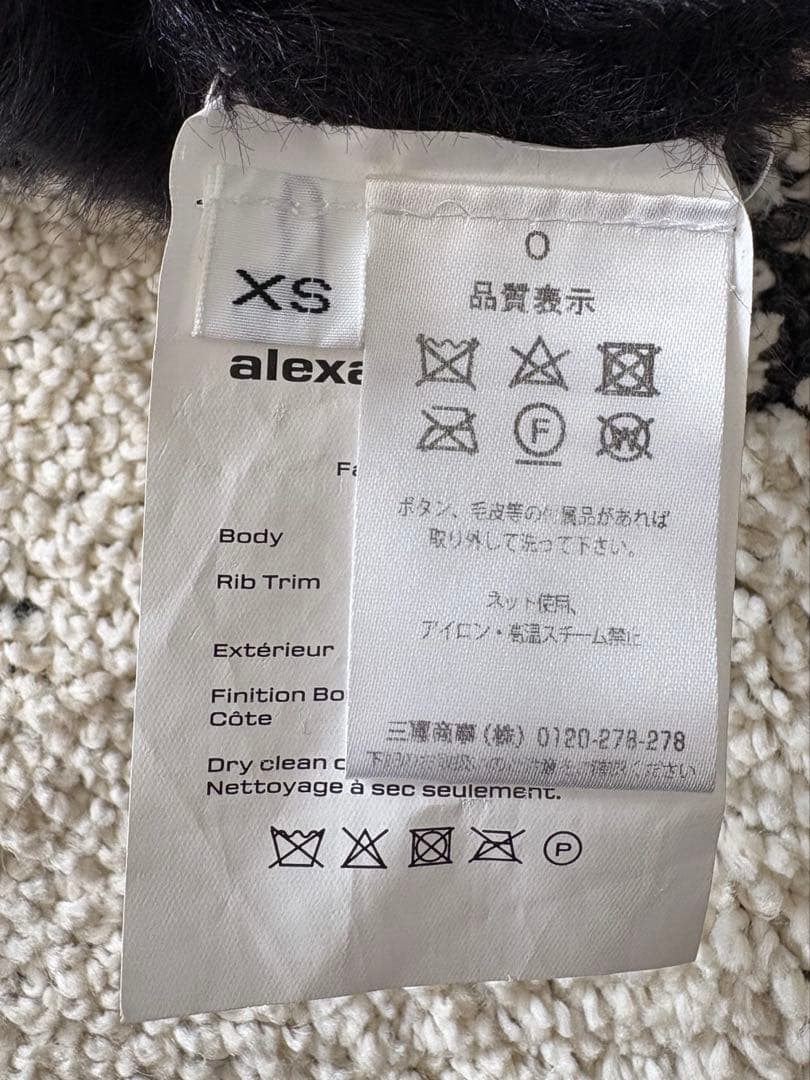 XS
alexa
Fa
Body
Rib Trim
Extérieur
Finition Bo
Côte
Dry clean o
Nettoyage à sec seulement.
P
0
品質表示
F
W
ボタン、毛皮等の付属品があれば
取り外して洗って下さい。
ネット使用、
アイロン・高温スチーム禁止
三喜商事(株) 0120-278-278